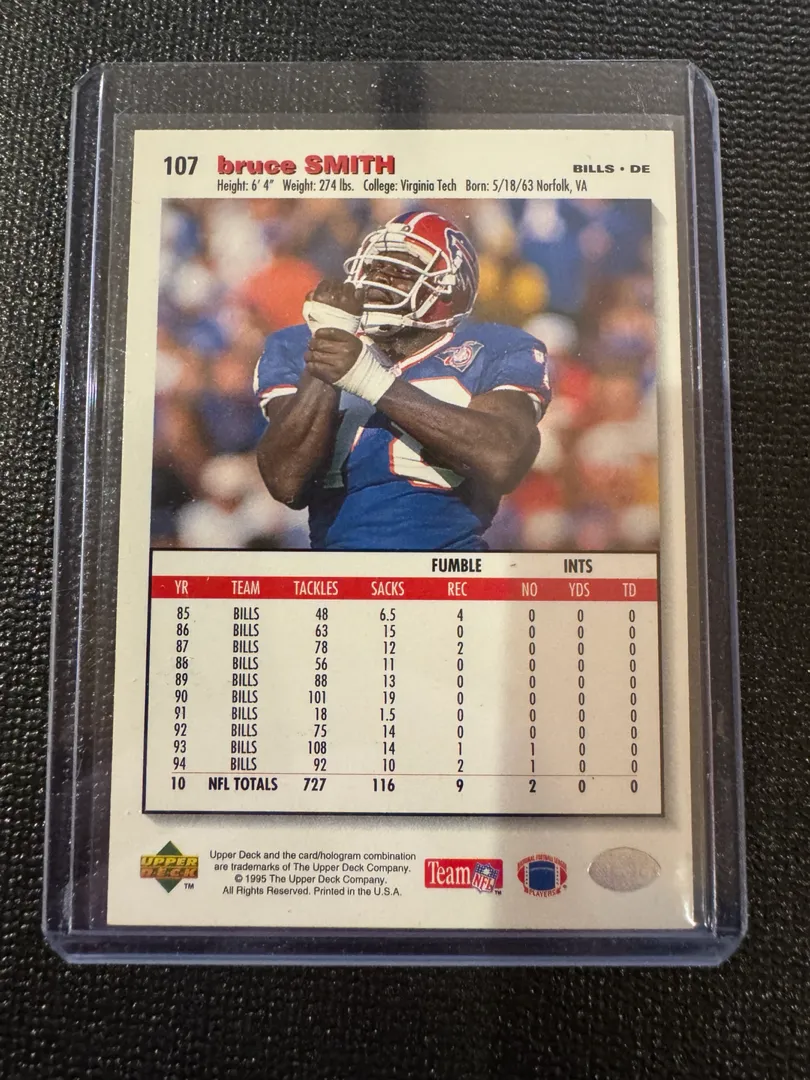 107 bruce SMITH BILLS • DE
Height: 6' 4" Weight: 274 lbs. College: Virginia Tech Born: 5/18/63 Norfolk, VA
FUMBLE INTS
YR TEAM TACKLES SACKS REC NO YDS TD
85 BILLS 48 6.5 4 0 0 0
86 BILLS 63 15 0 0 0 0
87 BILLS 78 12 2 0 0 0
88 BILLS 56 11 0 0 0 0
89 BILLS 88 13 0 0 0 0
90 BILLS 101 19 0 0 0 0
91 BILLS 18 1.5 0 0 0 0
92 BILLS 75 14 0 0 0 0
93 BILLS 108 14 1 1 0 0
94 BILLS 92 10 2 1 0 0
10 NFL TOTALS 727 116 9 2 0 0
UPPER DECK TM
Upper Deck and the card/hologram combination
are trademarks of The Upper Deck Company.
© 1995 The Upper Deck Company.
All Rights Reserved. Printed in the U.S.A.
Team NFL TM
NATIONAL FOOTBALL LEAGUE PLAYERS